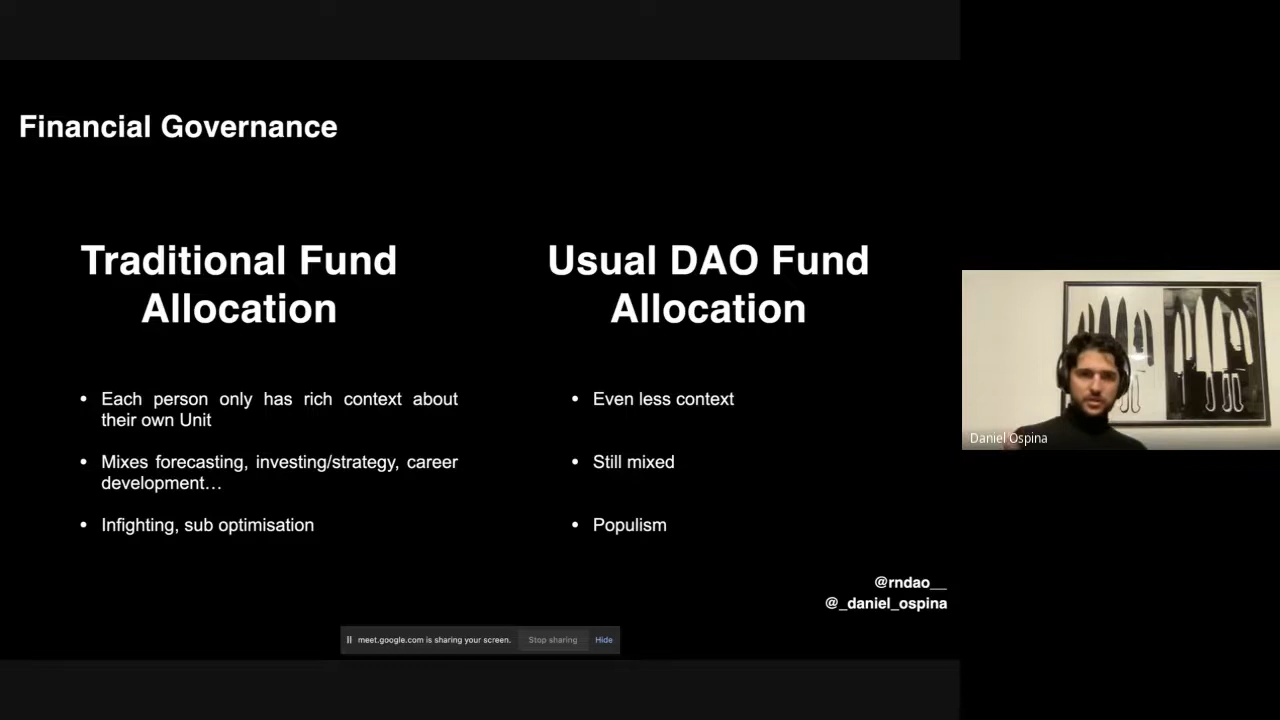 Financial Governance
Traditional Fund
Allocation
• Each person only has rich context about
their own Unit
• Mixes forecasting, investing/strategy, career
development…
• Infighting, sub optimisation
Usual DAO Fund
Allocation
• Even less context
• Still mixed
• Populism
@rndao__
@_daniel_ospina
meet.google.com is sharing your screen.
Stop sharing
Hide
Daniel Ospina